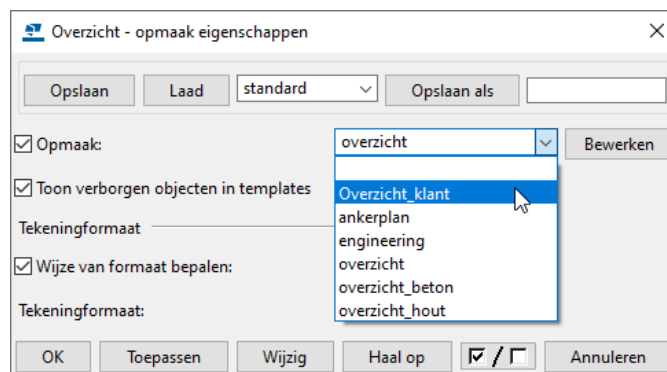 Overzicht - opmaak eigenschappen
Opslaan Laad standard Opslaan als
Opmaak: overzicht Bewerken
Toon verborgen objecten in templates
Overzicht_klant
ankerplan
Tekeningformaat
engineering
overzicht
Wijze van formaat bepalen:
overzicht_beton
Tekeningformaat:
overzicht_hout
OK Toepassen Wijzig Haal op / Annuleren